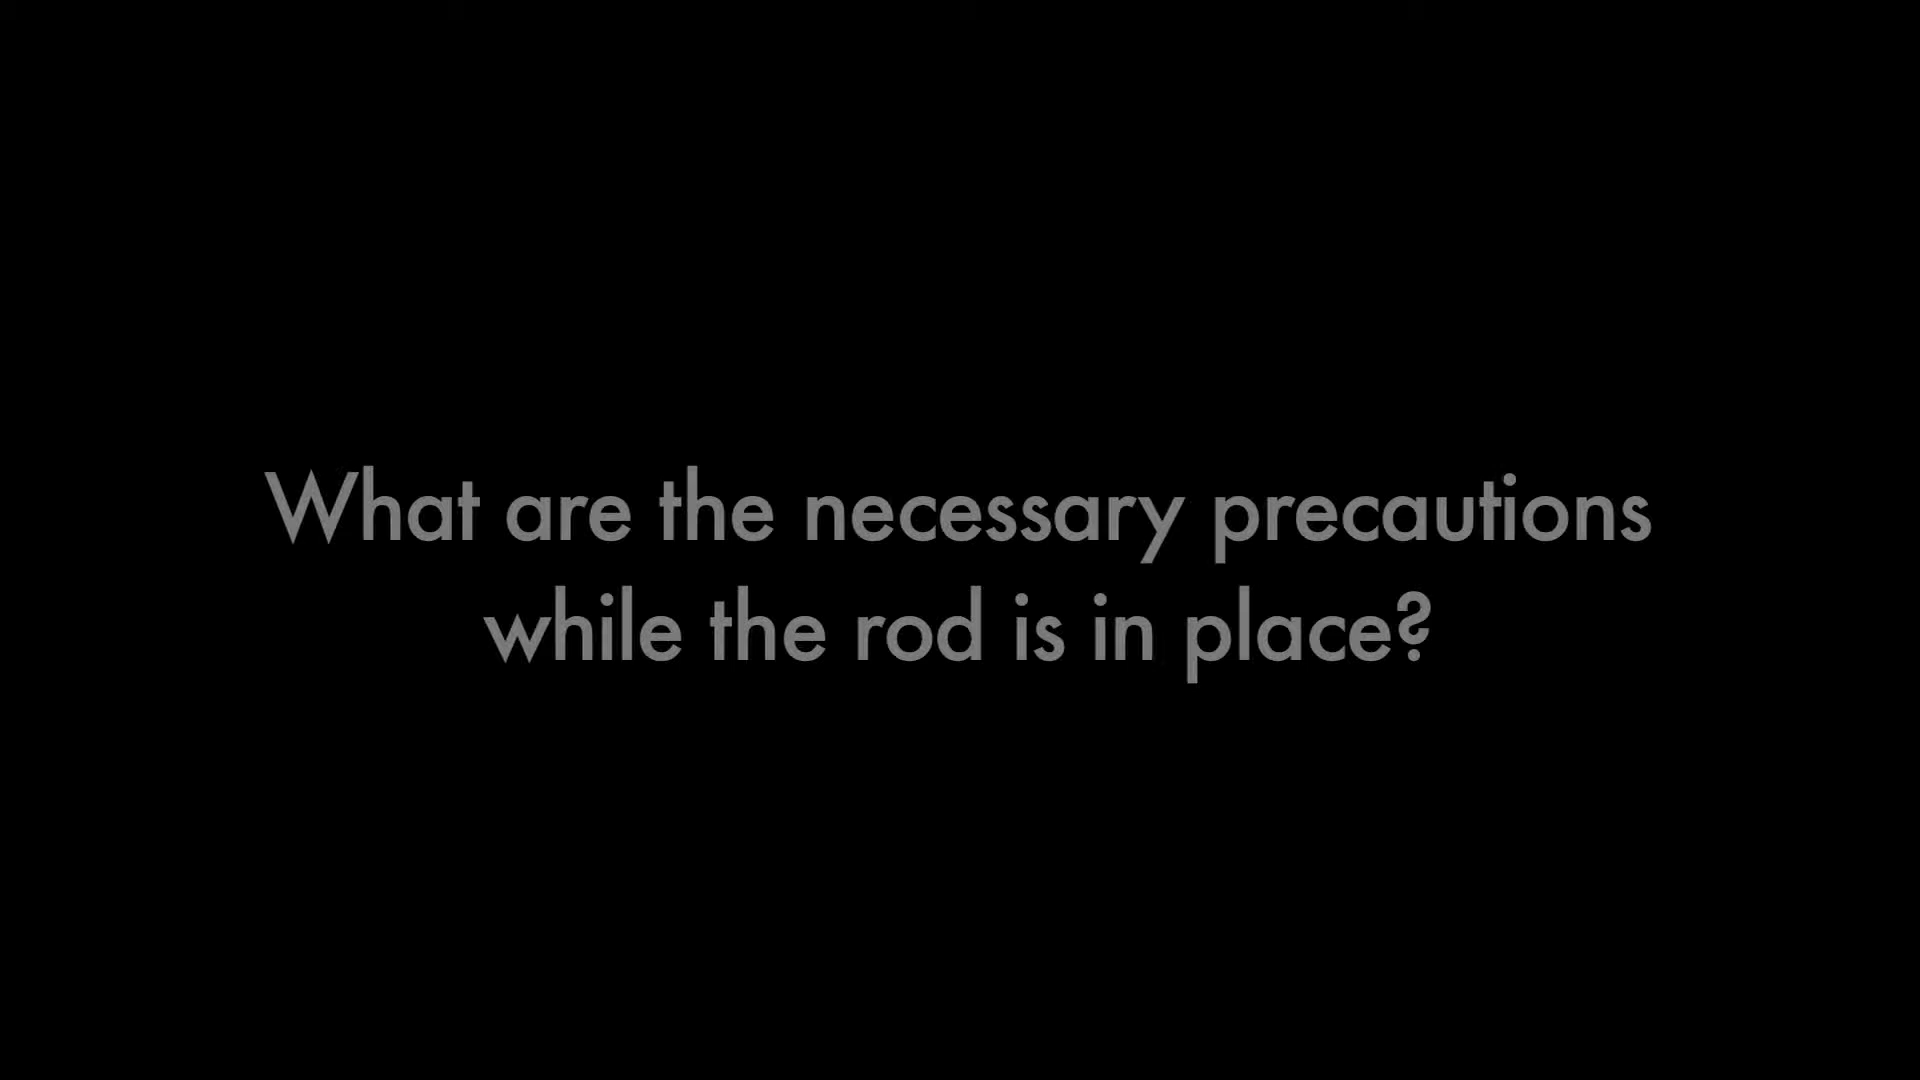 What are the necessary precautions
while the rod is in place?